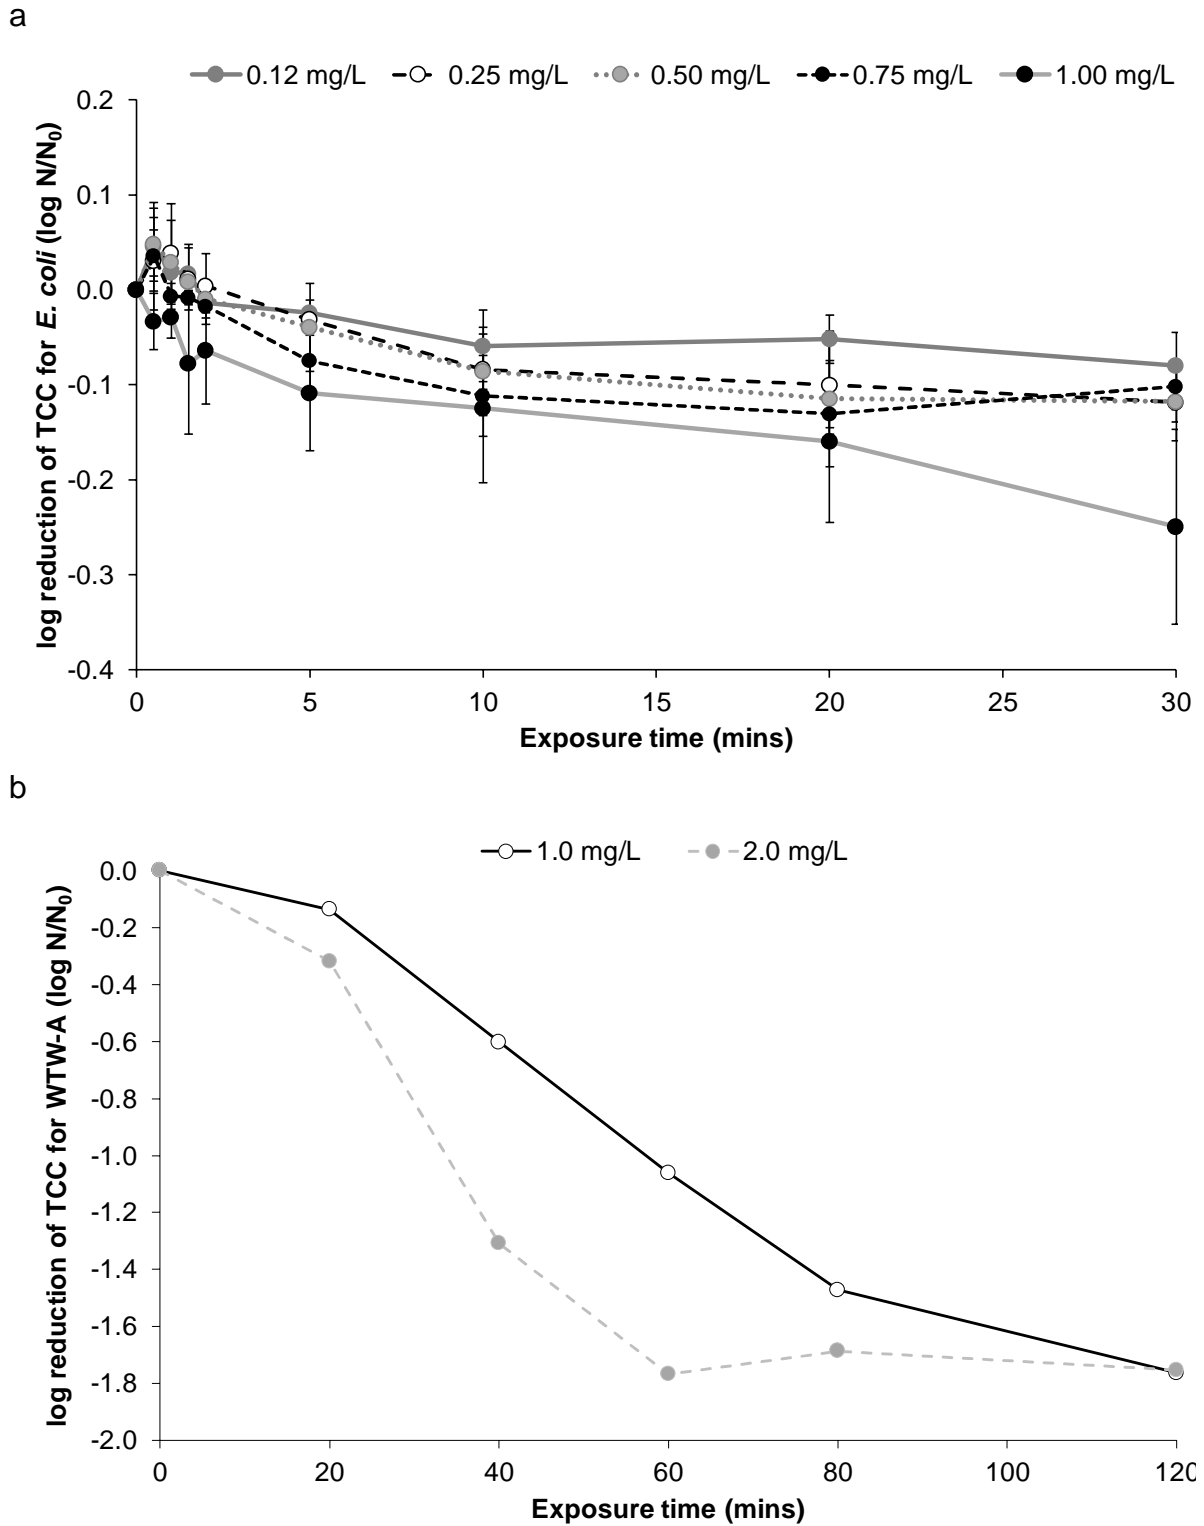 a
0.12 mg/L 0.25 mg/L 0.50 mg/L 0.75 mg/L 1.00 mg/L
log reduction of TCC for E. coli (log N/N0)
0.2
0.1
0.0
-0.1
-0.2
-0.3
-0.4
0 5 10 15 20 25 30
Exposure time (mins)
b
1.0 mg/L 2.0 mg/L
log reduction of TCC for WTW-A (log N/N0)
0.0
-0.2
-0.4
-0.6
-0.8
-1.0
-1.2
-1.4
-1.6
-1.8
-2.0
0 20 40 60 80 100 120
Exposure time (mins)